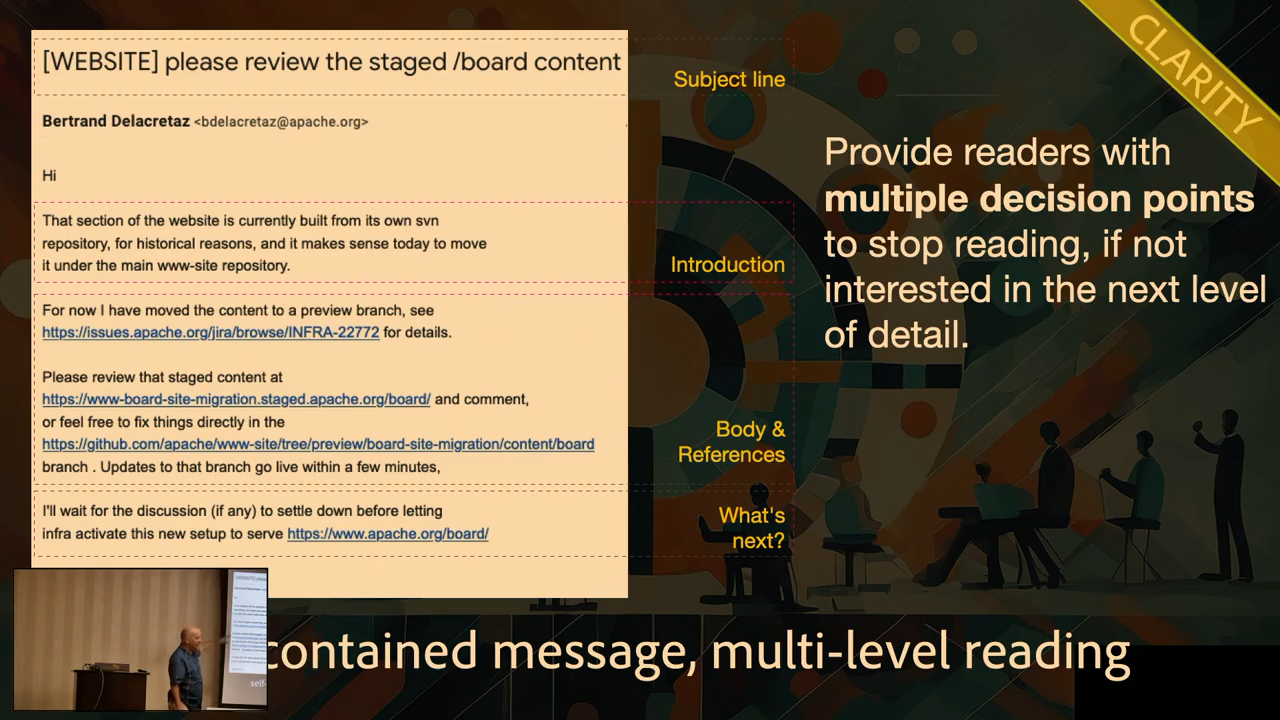 CLARITY
[WEBSITE] please review the staged /board content
Subject line
Bertrand Delacretaz <bdelacretaz@apache.org>
Hi
That section of the website is currently built from its own svn
repository, for historical reasons, and it makes sense today to move
it under the main www-site repository.
Introduction
For now I have moved the content to a preview branch, see
https://issues.apache.org/jira/browse/INFRA-22772 for details.
Please review that staged content at
https://www-board-site-migration.staged.apache.org/board/ and comment,
or feel free to fix things directly in the
https://github.com/apache/www-site/tree/preview/board-site-migration/content/board
branch . Updates to that branch go live within a few minutes,
Body &
References
I'll wait for the discussion (if any) to settle down before letting
infra activate this new setup to serve https://www.apache.org/board/
What's
next?
Provide readers with
multiple decision points
to stop reading, if not
interested in the next level
of detail.
contained message, multi-level reading
self-